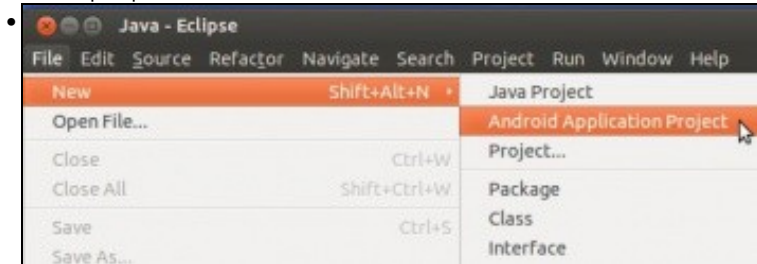 Java - Eclipse
File Edit Source Refactor Navigate Search Project Run Window Help
New Shift+Alt+N
Java Project
Open File...
Android Application Project
Close Ctrl+W
Project...
Close All Shift+Ctrl+W
Package
Save Ctrl+S
Class
Save As...
Interface